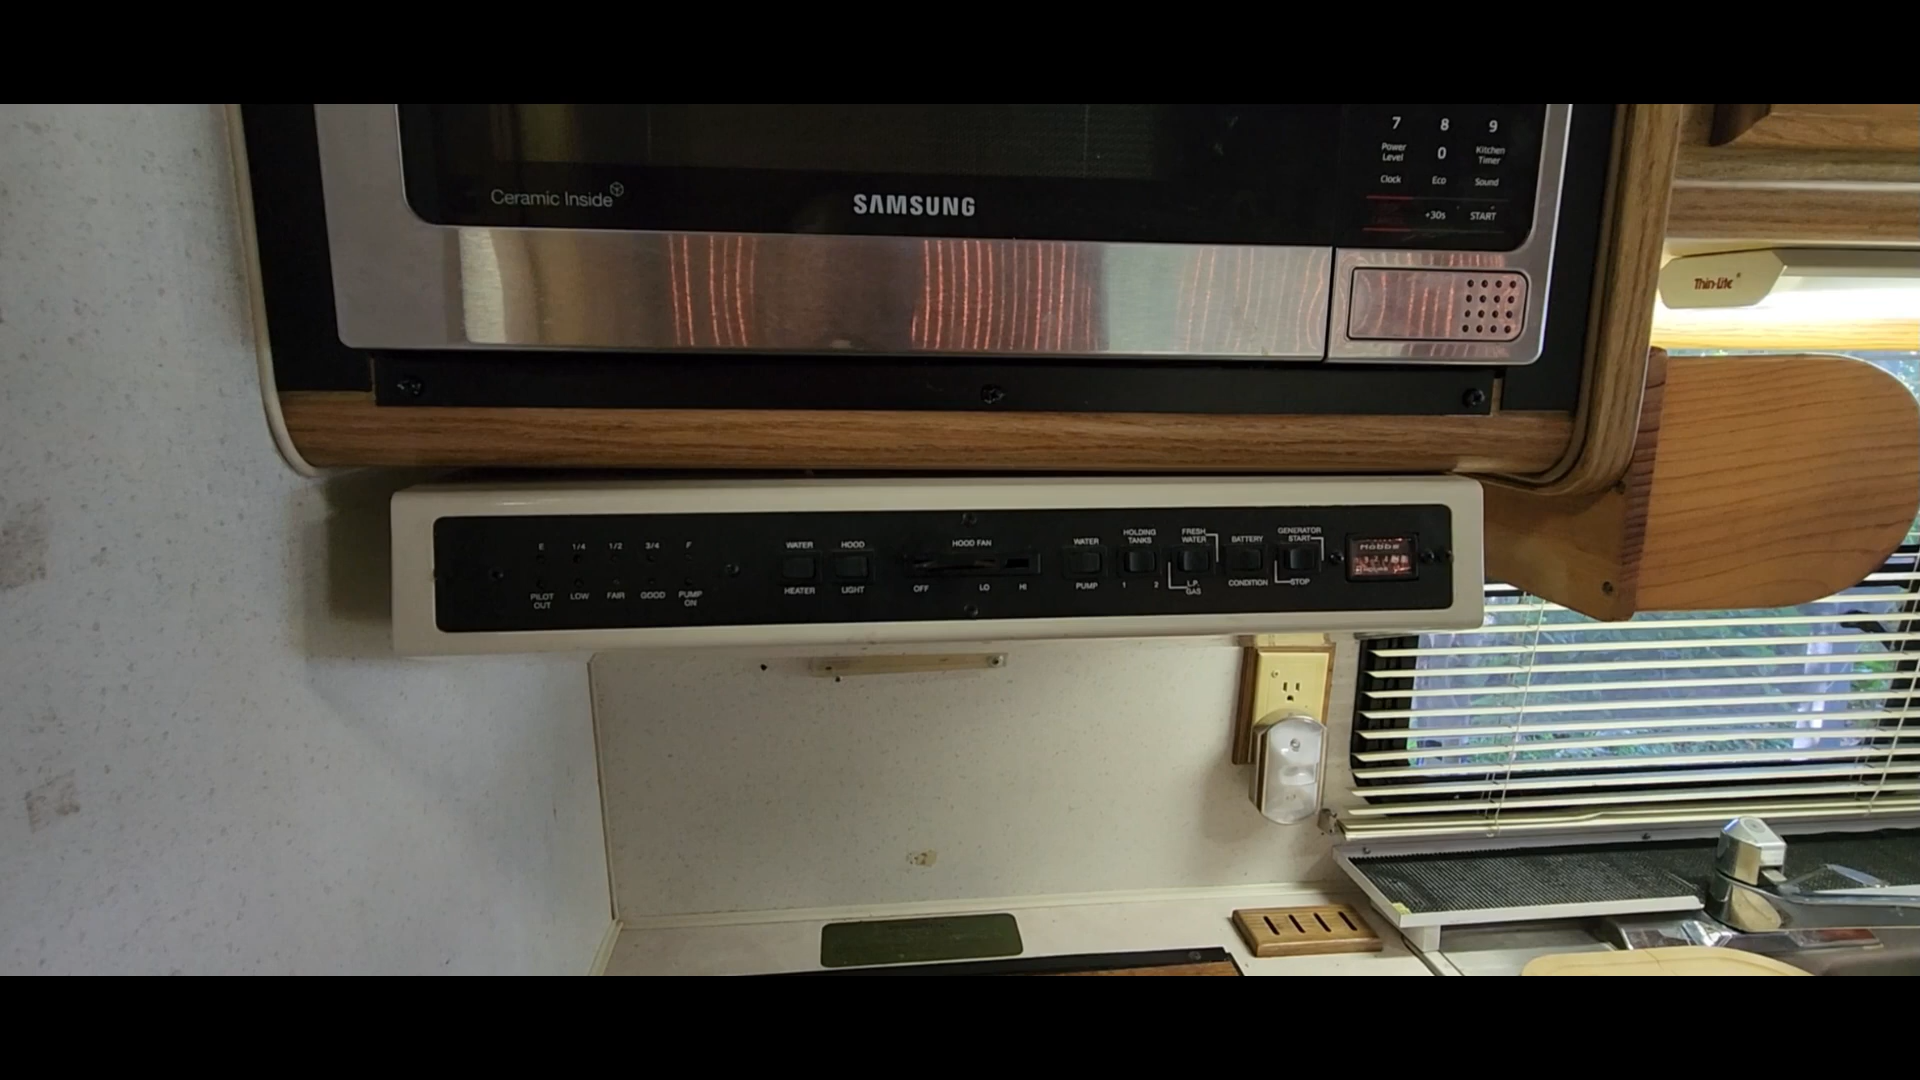 7 8 9
Power Level 0 Kitchen Timer
Clock Eco Sound
+30s START
Ceramic Inside
SAMSUNG
Thin-Lite
E 1/4 1/2 3/4 F
PILOT OUT LOW FAIR GOOD PUMP ON
WATER HEATER
HOOD LIGHT
HOOD FAN
OFF LO HI
WATER PUMP
HOLDING TANKS
1 2
FRESH WATER
L.P. GAS
BATTERY CONDITION
GENERATOR START
STOP
Hobbs